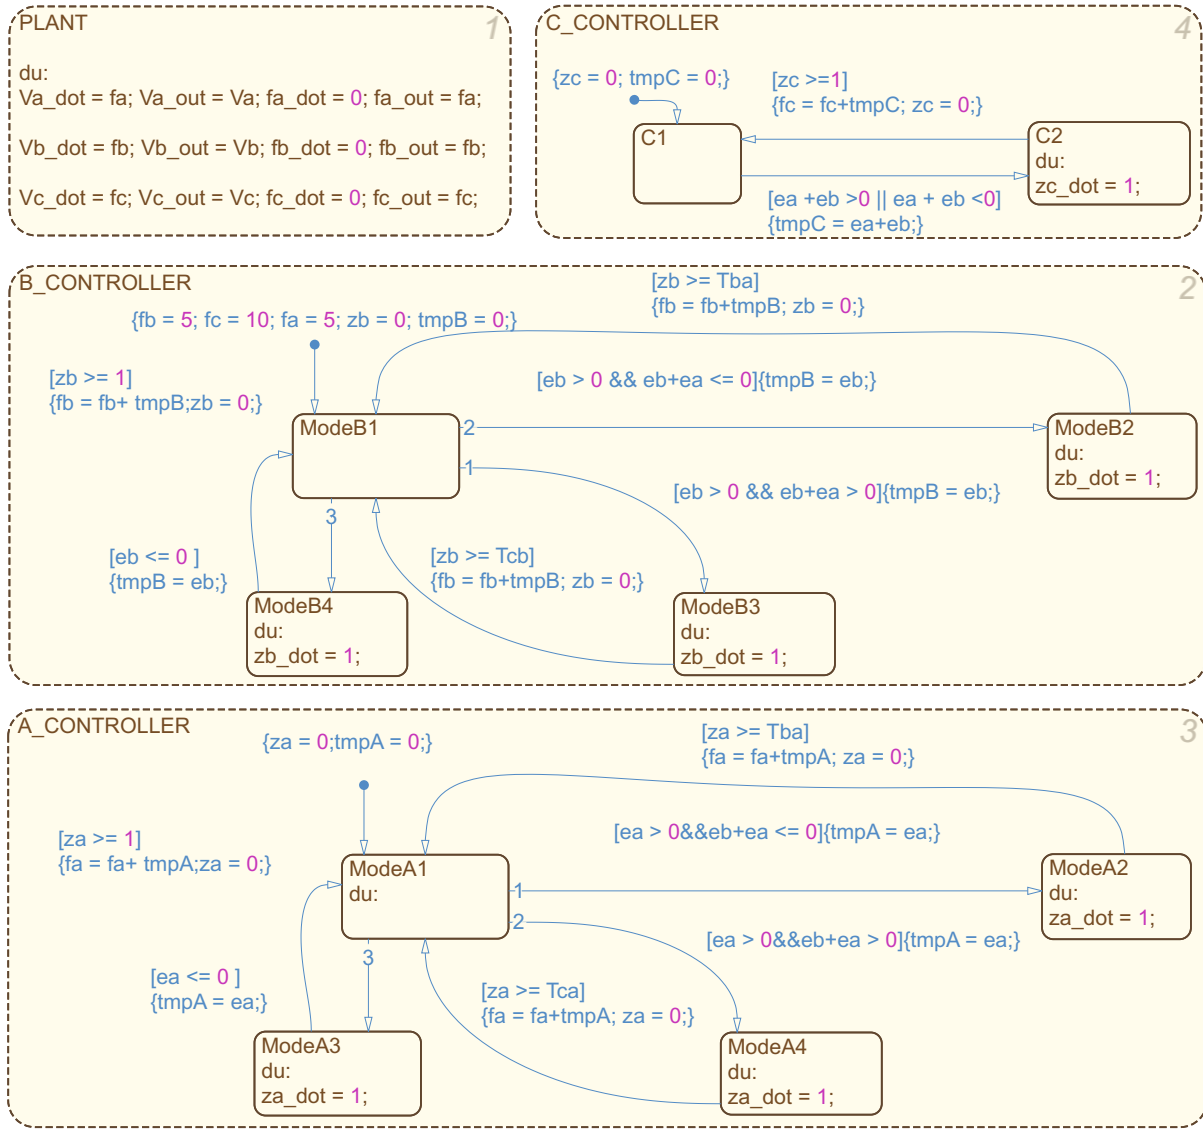 PLANT
1
du:
Va_dot = fa; Va_out = Va; fa_dot = 0; fa_out = fa;
Vb_dot = fb; Vb_out = Vb; fb_dot = 0; fb_out = fb;
Vc_dot = fc; Vc_out = Vc; fc_dot = 0; fc_out = fc;
C_CONTROLLER
4
{zc = 0; tmpC = 0;}
[zc >=1]
{fc = fc+tmpC; zc = 0;}
C1
C2
du:
zc_dot = 1;
[ea +eb >0 || ea + eb <0]
{tmpC = ea+eb;}
B_CONTROLLER
2
[zb >= Tba]
{fb = fb+tmpB; zb = 0;}
{fb = 5; fc = 10; fa = 5; zb = 0; tmpB = 0;}
[zb >= 1]
{fb = fb+ tmpB;zb = 0;}
[eb > 0 && eb+ea <= 0]{tmpB = eb;}
ModeB1
2
1
3
ModeB2
du:
zb_dot = 1;
[eb > 0 && eb+ea > 0]{tmpB = eb;}
[eb <= 0 ]
{tmpB = eb;}
[zb >= Tcb]
{fb = fb+tmpB; zb = 0;}
ModeB4
du:
zb_dot = 1;
ModeB3
du:
zb_dot = 1;
A_CONTROLLER
3
{za = 0;tmpA = 0;}
[za >= Tba]
{fa = fa+tmpA; za = 0;}
[za >= 1]
{fa = fa+ tmpA;za = 0;}
[ea > 0&&eb+ea <= 0]{tmpA = ea;}
ModeA1
du:
1
2
3
ModeA2
du:
za_dot = 1;
[ea > 0&&eb+ea > 0]{tmpA = ea;}
[ea <= 0 ]
{tmpA = ea;}
[za >= Tca]
{fa = fa+tmpA; za = 0;}
ModeA3
du:
za_dot = 1;
ModeA4
du:
za_dot = 1;